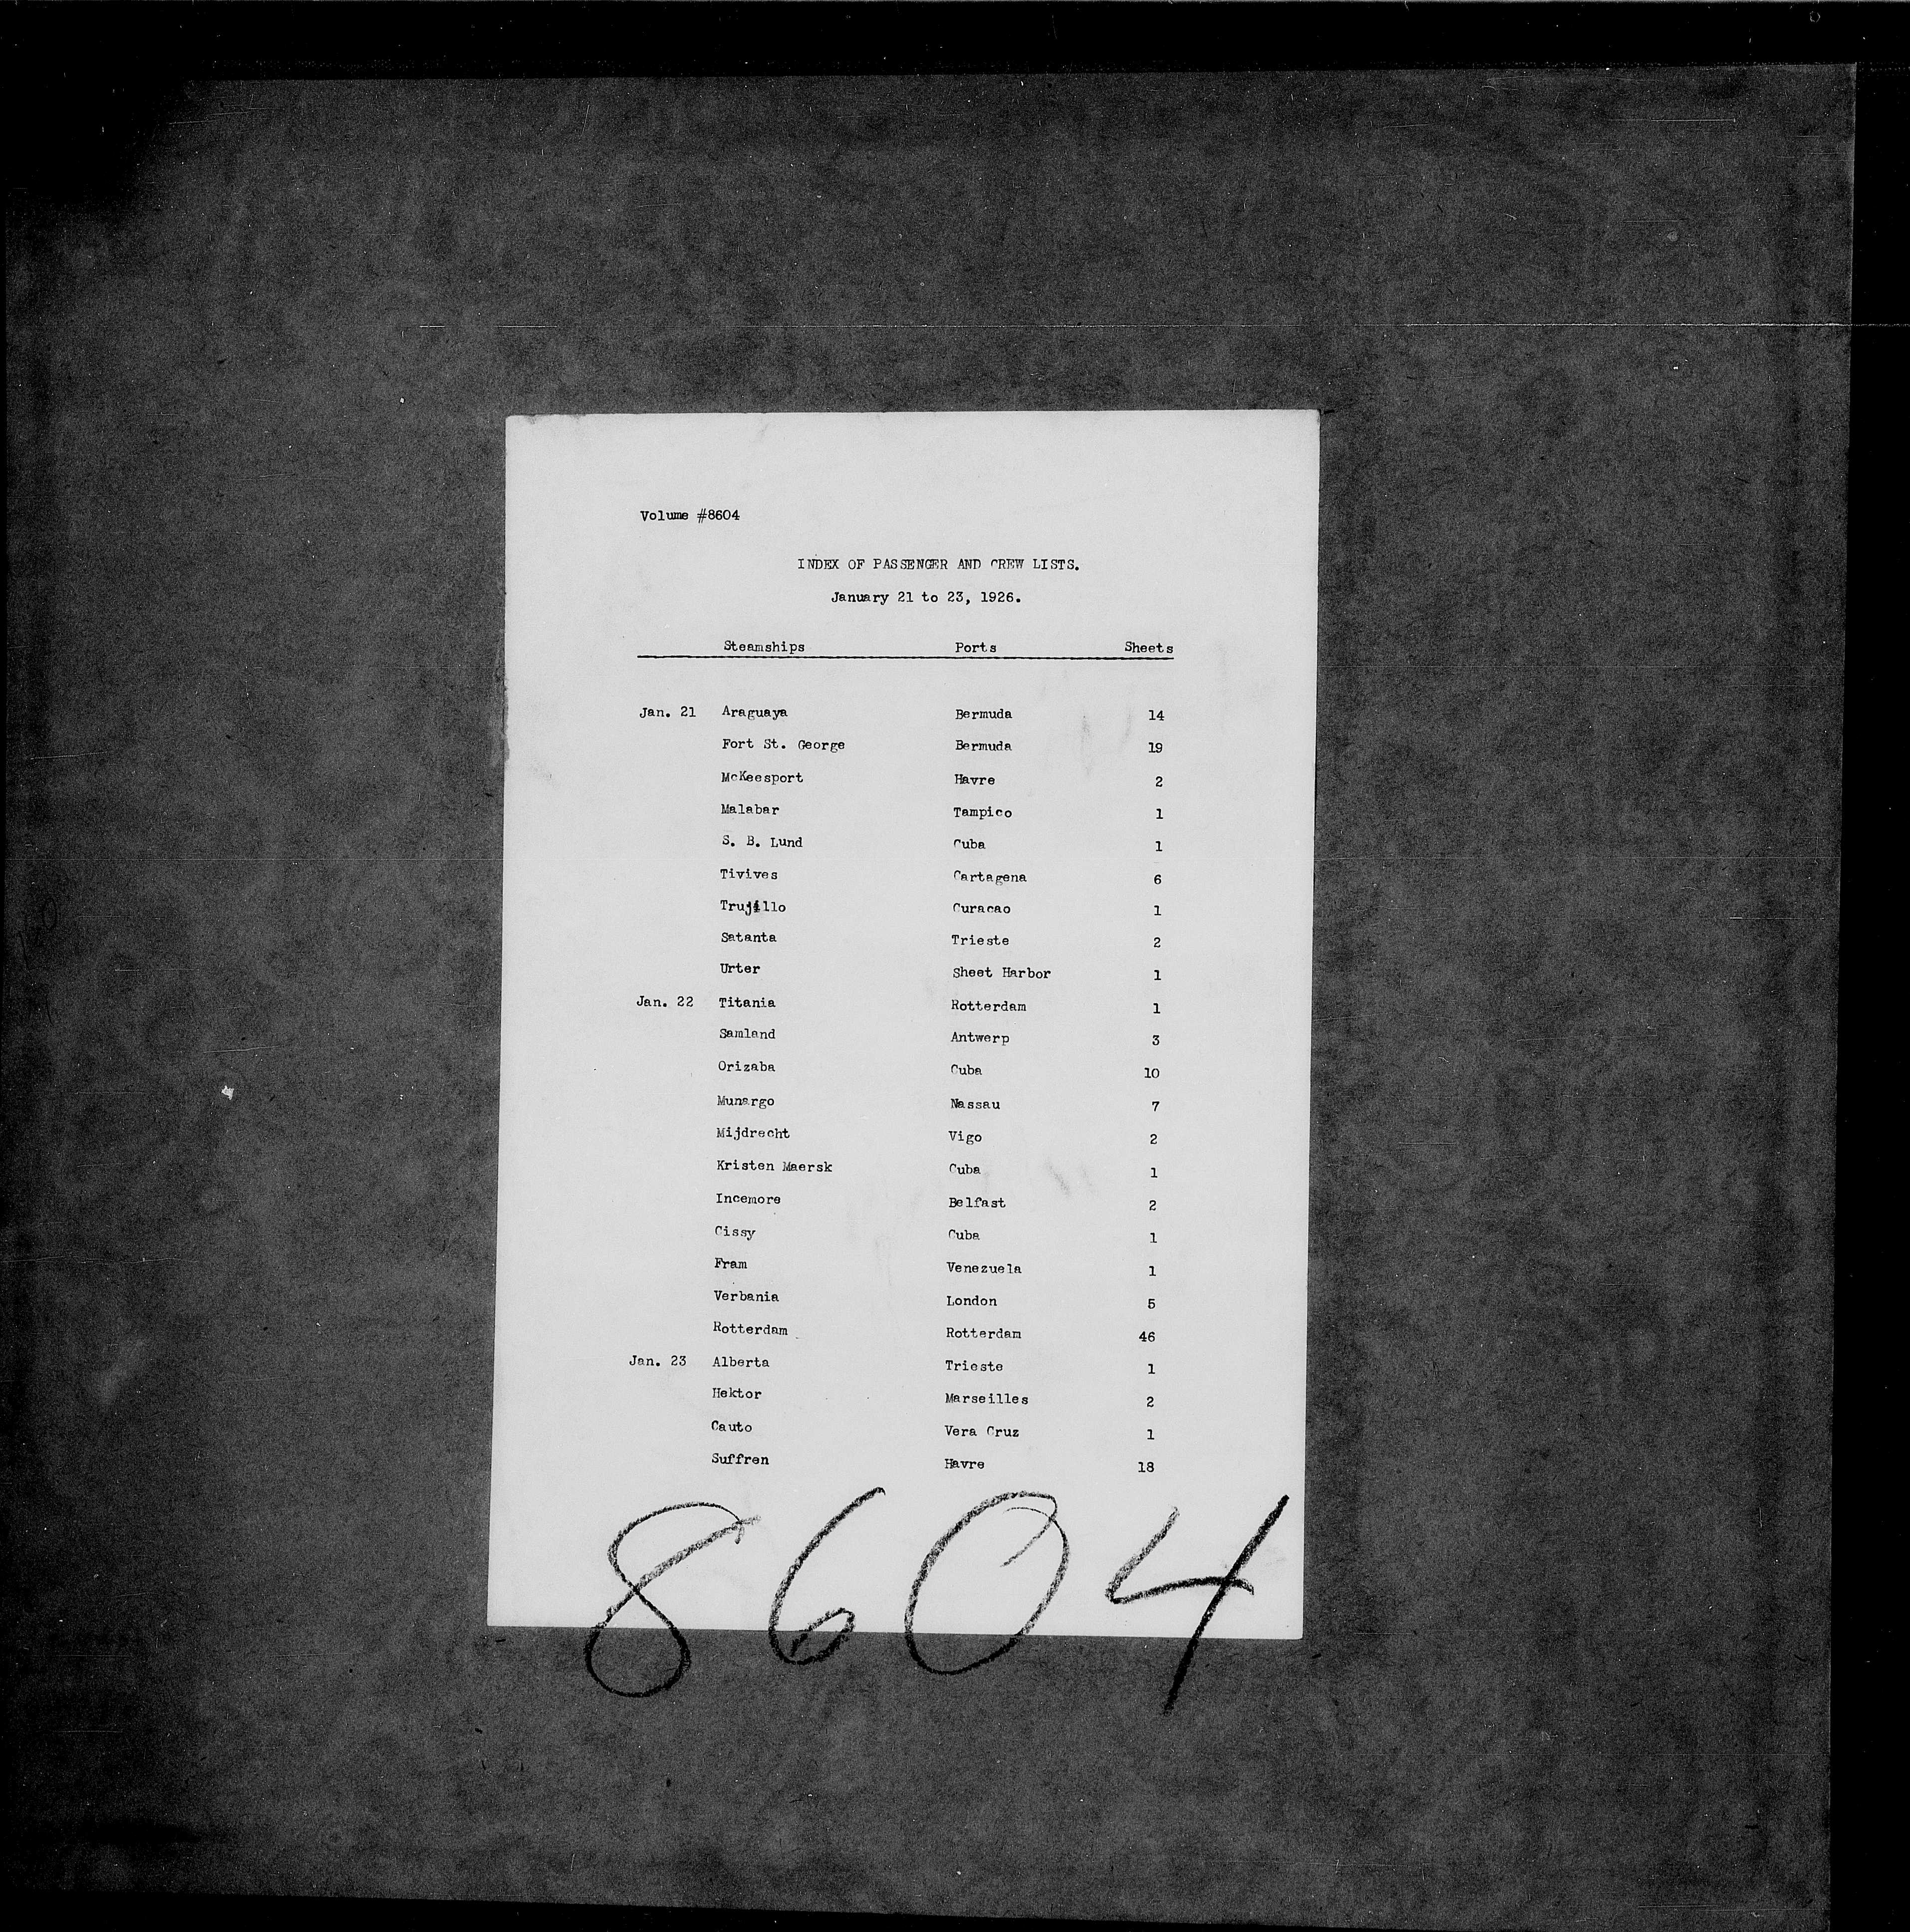 Volume #8604
INDEX OF PASSENGER AND CREW LISTS.
January 21 to 23, 1926.
Steamships Ports Sheets
Jan. 21 Araguaya Bermuda 14
Fort St. George Bermuda 19
McKeesport Havre 2
Malabar Tampico 1
S. B. Lund Cuba 1
Tivives Cartagena 6
Trujillo Curacao 1
Satanta Trieste 2
Urter Sheet Harbor 1
Jan. 22 Titania Rotterdam 1
Samland Antwerp 3
Orizaba Cuba 10
Munargo Nassau 7
Mijdrecht Vigo 2
Kristen Maersk Cuba 1
Incemore Belfast 2
Cissy Cuba 1
Fram Venezuela 1
Verbania London 5
Rotterdam Rotterdam 46
Jan. 23 Alberta Trieste 1
Hektor Marseilles 2
Cauto Vera Cruz 1
Suffren Havre 18
8604